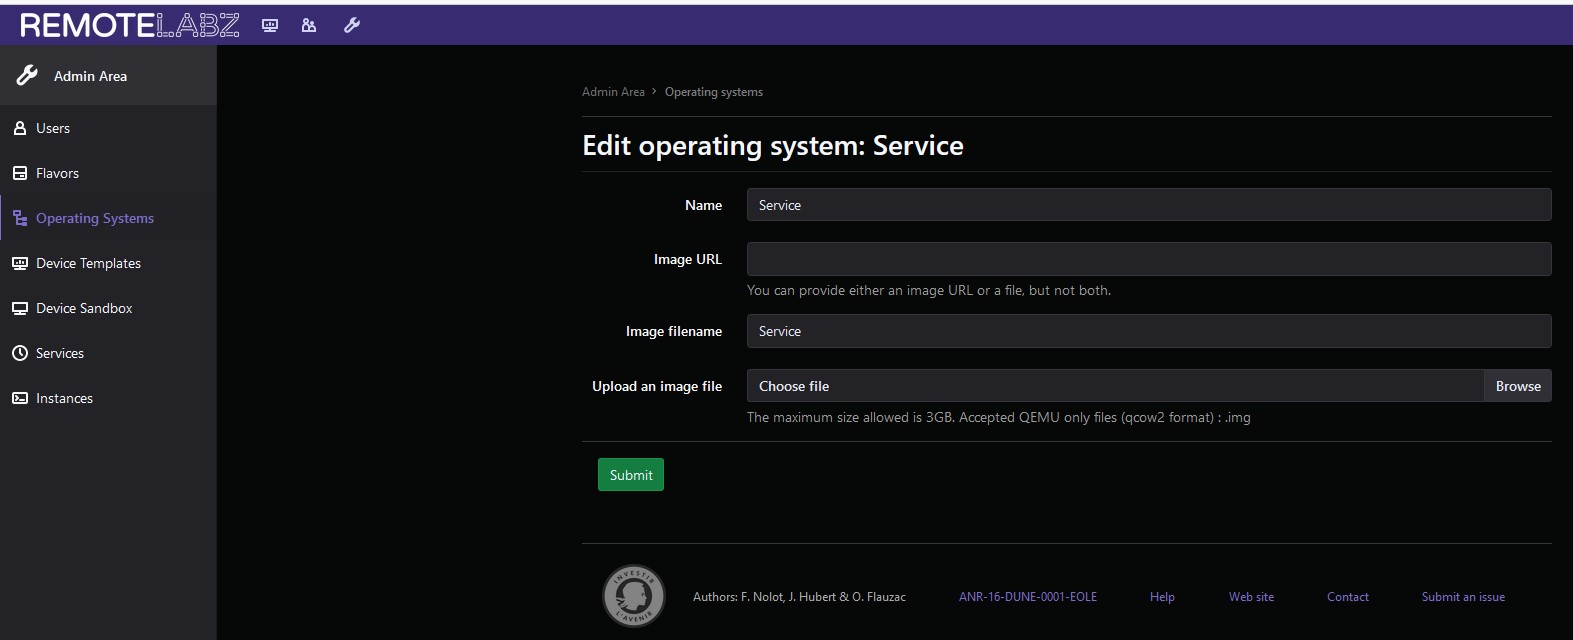 REMOTELABZ
Admin Area
Users
Flavors
Operating Systems
Device Templates
Device Sandbox
Services
Instances
Admin Area > Operating systems
Edit operating system: Service
Name Service
Image URL
You can provide either an image URL or a file, but not both.
Image filename Service
Upload an image file Choose file Browse
The maximum size allowed is 3GB. Accepted QEMU only files (qcow2 format) : .img
Submit
INVESTIR
L'AVENIR
Authors: F. Nolot, J. Hubert & O. Flauzac ANR-16-DUNE-0001-EOLE Help Web site Contact Submit an issue